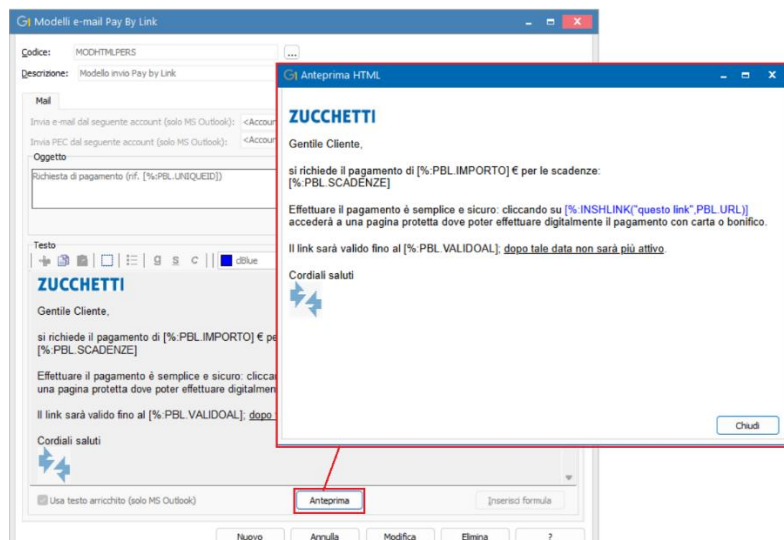 Modelli e-mail Pay By Link
Codice: MODHTMLPERS ...
Descrizione: Modello invio Pay by Link
Mail
Invia e-mail dal seguente account (solo MS Outlook): <Accoun
Invia PEC dal seguente account (solo MS Outlook): <Accoun
Oggetto
Richiesta di pagamento (rif. [%:PBL.UNIQUEID])
Testo
g s c dBlue
ZUCCHETTI
Gentile Cliente,
si richiede il pagamento di [%:PBL.IMPORTO] € pe
[%:PBL.SCADENZE]
Effettuare il pagamento è semplice e sicuro: cliccan
una pagina protetta dove poter effettuare digitalmen
Il link sarà valido fino al [%:PBL.VALIDOAL]; dopo
Cordiali saluti
Usa testo arricchito (solo MS Outlook) Anteprima Inserisci formula
Nuovo Annulla Modifica Elimina ?
Anteprima HTML
ZUCCHETTI
Gentile Cliente,
si richiede il pagamento di [%:PBL.IMPORTO] € per le scadenze:
[%:PBL.SCADENZE]
Effettuare il pagamento è semplice e sicuro: cliccando su [%:INSHLINK("questo link",PBL.URL)]
accederà a una pagina protetta dove poter effettuare digitalmente il pagamento con carta o bonifico.
Il link sarà valido fino al [%:PBL.VALIDOAL]; dopo tale data non sarà più attivo.
Cordiali saluti
Chiudi